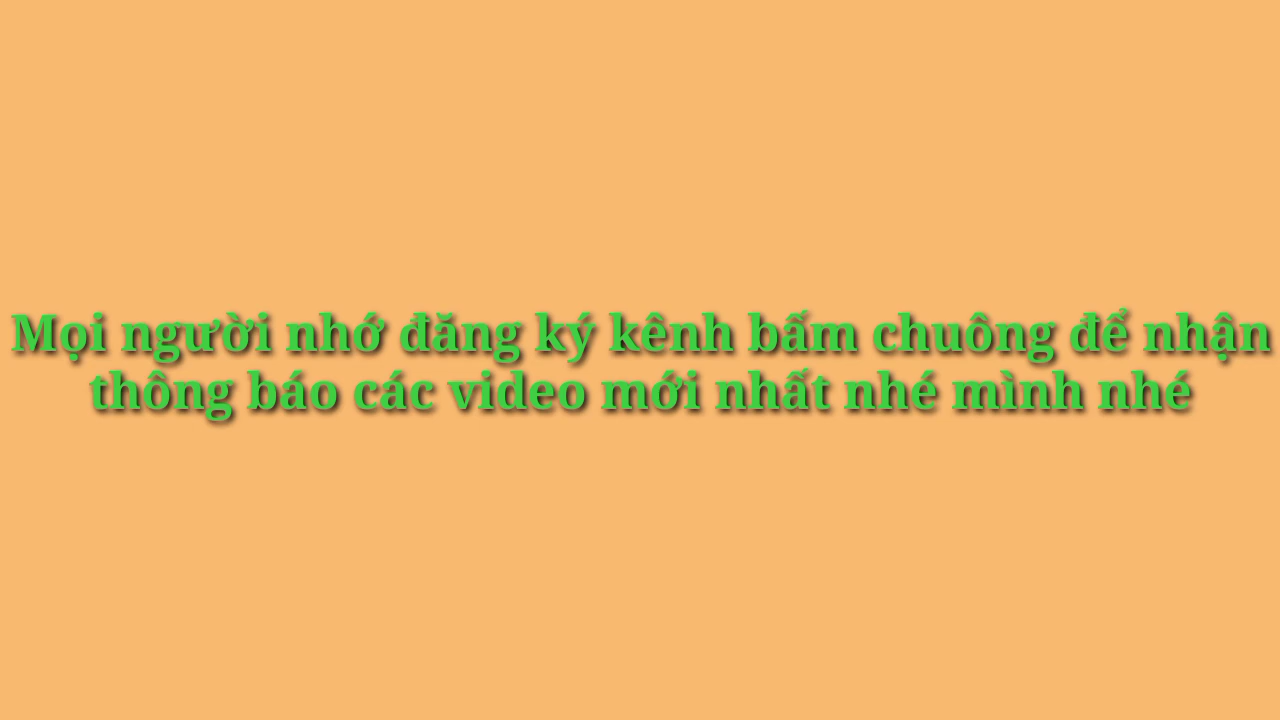 Mọi người nhớ đăng ký kênh bấm chuông để nhận
thông báo các video mới nhất nhé mình nhé